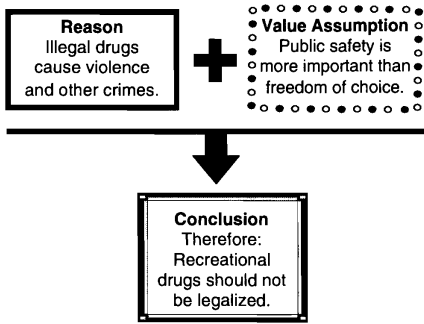 Reason
Illegal drugs
cause violence
and other crimes.
Value Assumption
Public safety is
more important than
freedom of choice.
Conclusion
Therefore:
Recreational
drugs should not
be legalized.